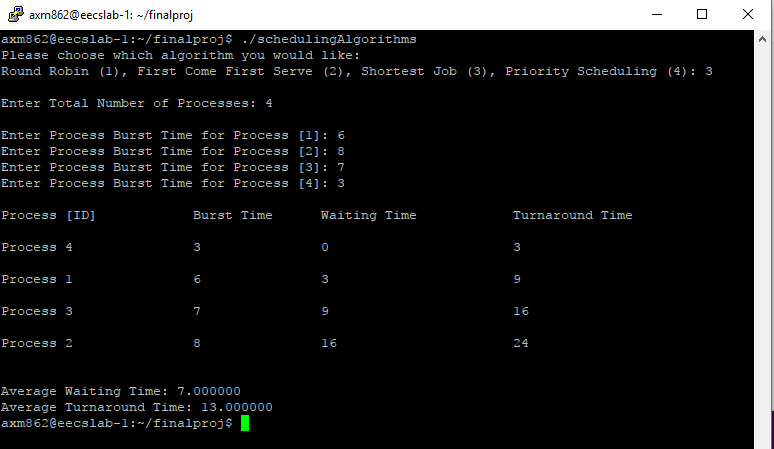 axm862@eecslab-1: ~/finalproj
axm862@eecslab-1:~/finalproj$ ./schedulingAlgorithms
Please choose which algorithm you would like:
Round Robin (1), First Come First Serve (2), Shortest Job (3), Priority Scheduling (4): 3
Enter Total Number of Processes: 4
Enter Process Burst Time for Process [1]: 6
Enter Process Burst Time for Process [2]: 8
Enter Process Burst Time for Process [3]: 7
Enter Process Burst Time for Process [4]: 3
Process [ID] Burst Time Waiting Time Turnaround Time
Process 4 3 0 3
Process 1 6 3 9
Process 3 7 9 16
Process 2 8 16 24
Average Waiting Time: 7.000000
Average Turnaround Time: 13.000000
axm862@eecslab-1:~/finalproj$